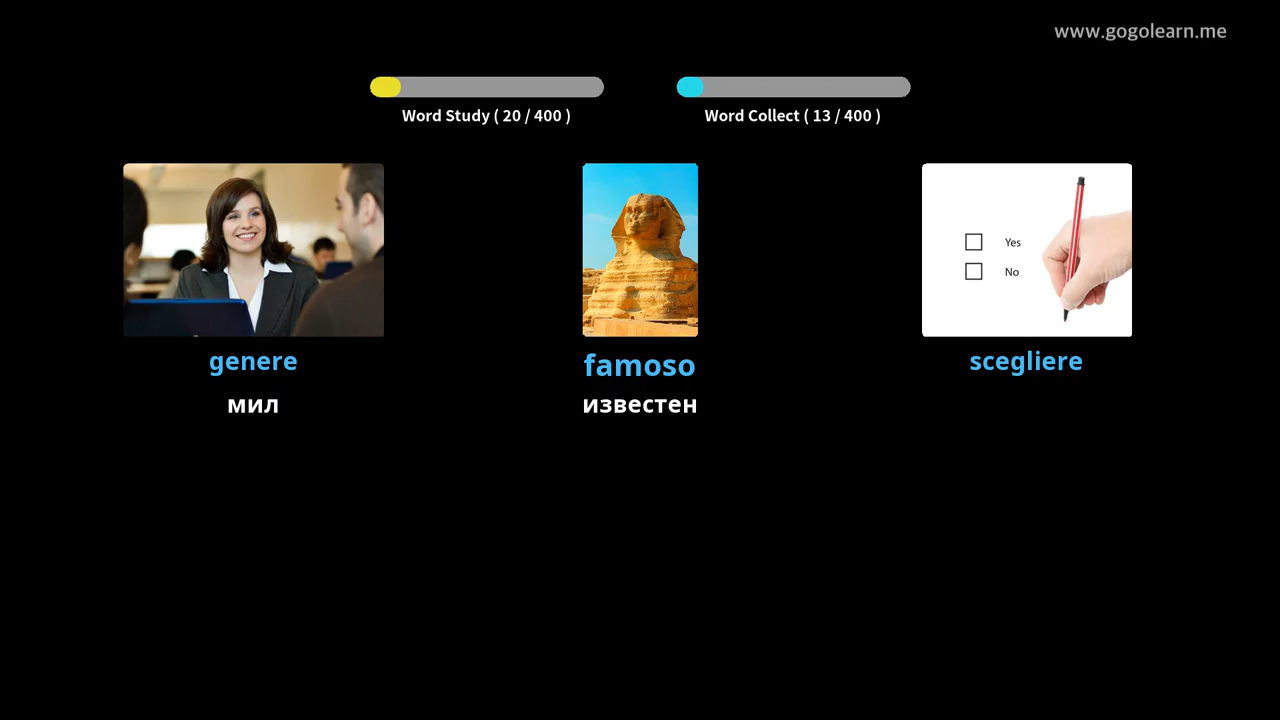 www.gogolearn.me
Word Study ( 20 / 400 )
Word Collect ( 13 / 400 )
Yes
No
genere
famoso
scegliere
мил
известен